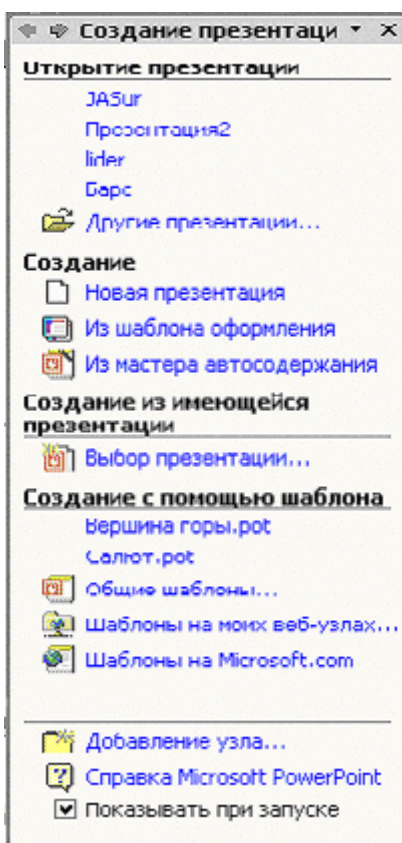 Создание презентаци
Открытие презентации
JASur
Презентация2
lider
Барс
Другие презентации...
Создание
Новая презентация
Из шаблона оформления
Из мастера автосодержания
Создание из имеющейся
презентации
Выбор презентации...
Создание с помощью шаблона
Вершина горы.pot
Салют.pot
Общие шаблоны...
Шаблоны на моих веб-узлах...
Шаблоны на Microsoft.com
Добавление узла...
Справка Microsoft PowerPoint
Показывать при запуске